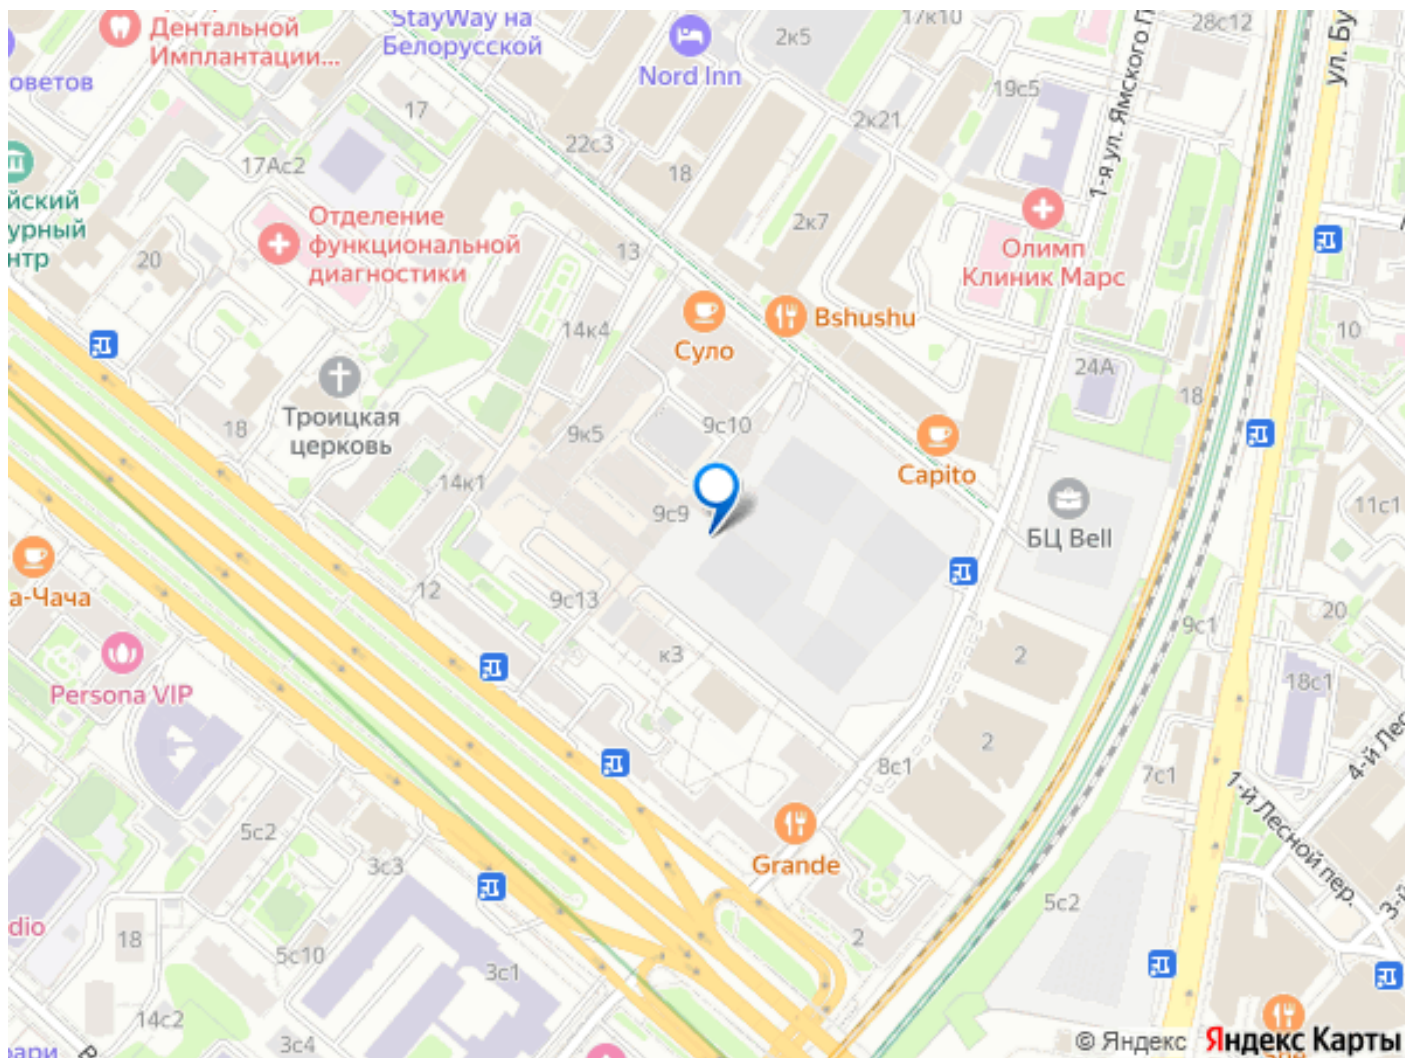 Дентальной
Имплантации...
StayWay на
Белорусской
Nord Inn
2к5
17к10
28с12
оветов
17
19с5
ул. Бу
1-я ул. Ямского П
22с3
2к21
17Ас2
18
йский
урный
нтр
20
Отделение
функциональной
диагностики
13
2к7
Олимп
Клиник Марс
14к4
Суло
Bshushu
10
24А
18
Троицкая
церковь
18
9к5
9с10
Capito
14к1
9с9
БЦ Bell
11с1
а-Чача
12
9с13
к3
9с1
20
2
Persona VIP
18с1
2
8с1
7с1
4-й Лес
1-й Лесной пер.
5с2
3с3
Grande
5с2
3-й
dio
18
5с10
3с1
2
14с2
3с4
© Яндекс Яндекс Карты